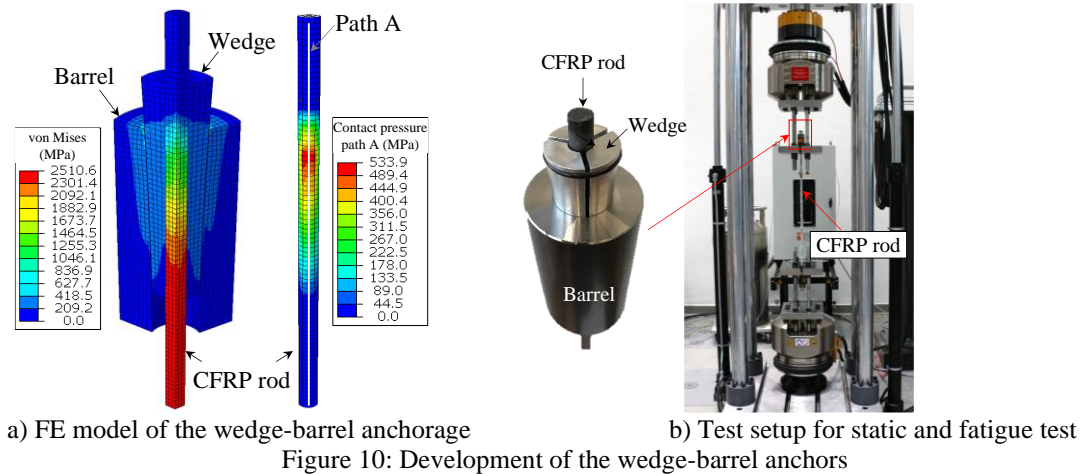 Path A
Wedge
Barrel
von Mises
(MPa)
2510.6
2301.4
2092.1
1882.9
1673.7
1464.5
1255.3
1046.1
836.9
627.7
418.5
209.2
0.0
Contact pressure
path A (MPa)
533.9
489.4
444.9
400.4
356.0
311.5
267.0
222.5
178.0
133.5
89.0
44.5
0.0
CFRP rod
CFRP rod
Wedge
Barrel
CFRP rod
a) FE model of the wedge-barrel anchorage
b) Test setup for static and fatigue test
Figure 10: Development of the wedge-barrel anchors